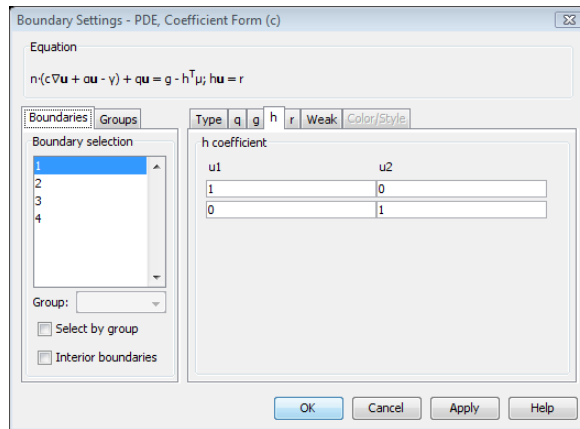 Boundary Settings - PDE, Coefficient Form (c)
Equation
n·(c∇u + αu - γ) + qu = g - hᵀμ; hu = r
Boundaries Groups
Boundary selection
1
2
3
4
Group:
Select by group
Interior boundaries
Type q g h r Weak Color/Style
h coefficient
u1 u2
1 0
0 1
OK Cancel Apply Help